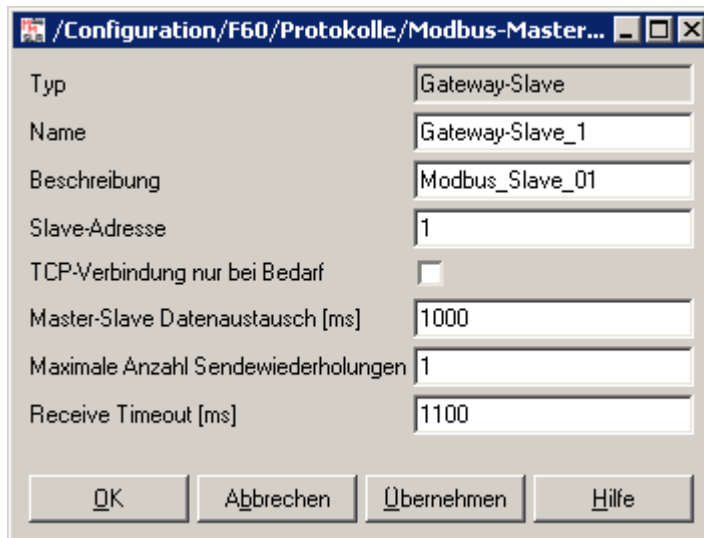 /Configuration/F60/Protokolle/Modbus-Master...
Typ Gateway-Slave
Name Gateway-Slave_1
Beschreibung Modbus_Slave_01
Slave-Adresse 1
TCP-Verbindung nur bei Bedarf
Master-Slave Datenaustausch [ms] 1000
Maximale Anzahl Sendewiederholungen 1
Receive Timeout [ms] 1100
OK Abbrechen Übernehmen Hilfe